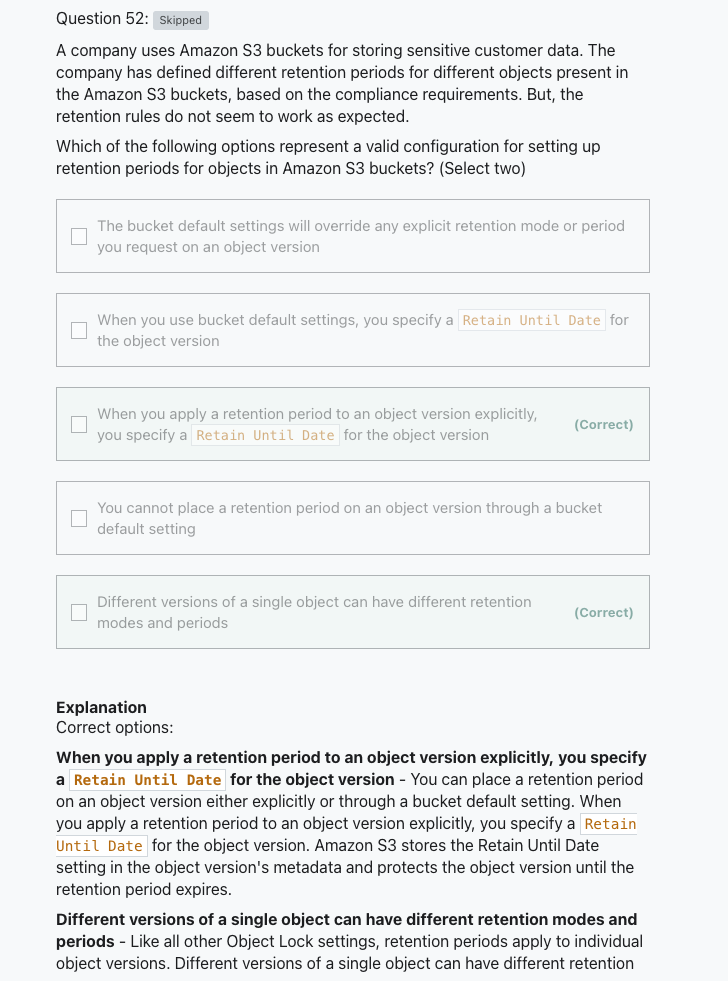 Question 52: Skipped
A company uses Amazon S3 buckets for storing sensitive customer data. The
company has defined different retention periods for different objects present in
the Amazon S3 buckets, based on the compliance requirements. But, the
retention rules do not seem to work as expected.
Which of the following options represent a valid configuration for setting up
retention periods for objects in Amazon S3 buckets? (Select two)
The bucket default settings will override any explicit retention mode or period
you request on an object version
When you use bucket default settings, you specify a Retain Until Date for
the object version
When you apply a retention period to an object version explicitly,
you specify a Retain Until Date for the object version
(Correct)
You cannot place a retention period on an object version through a bucket
default setting
Different versions of a single object can have different retention
modes and periods
(Correct)
Explanation
Correct options:
When you apply a retention period to an object version explicitly, you specify
a Retain Until Date for the object version - You can place a retention period
on an object version either explicitly or through a bucket default setting. When
you apply a retention period to an object version explicitly, you specify a Retain
Until Date for the object version. Amazon S3 stores the Retain Until Date
setting in the object version's metadata and protects the object version until the
retention period expires.
Different versions of a single object can have different retention modes and
periods - Like all other Object Lock settings, retention periods apply to individual
object versions. Different versions of a single object can have different retention